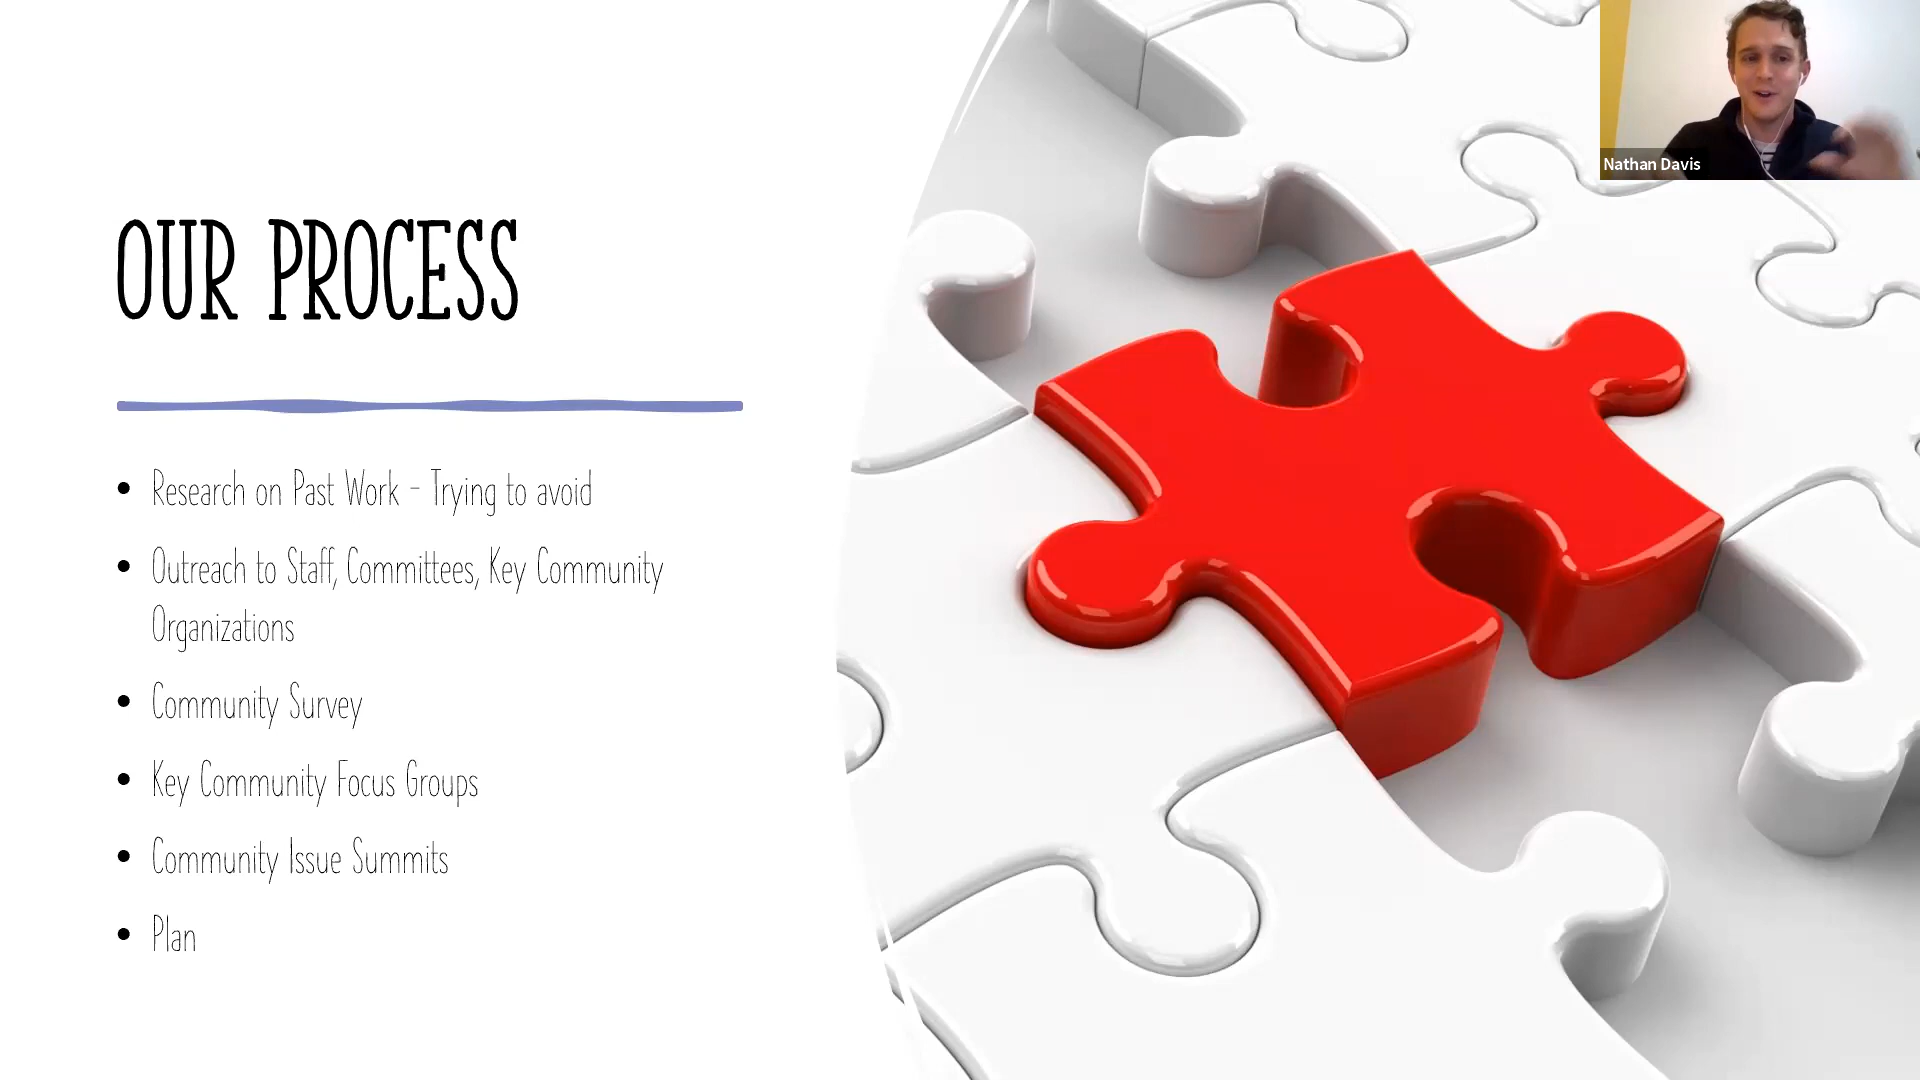 OUR PROCESS
• Research on Past Work - Trying to avoid
• Outreach to Staff, Committees, Key Community
Organizations
• Community Survey
• Key Community Focus Groups
• Community Issue Summits
• Plan
Nathan Davis